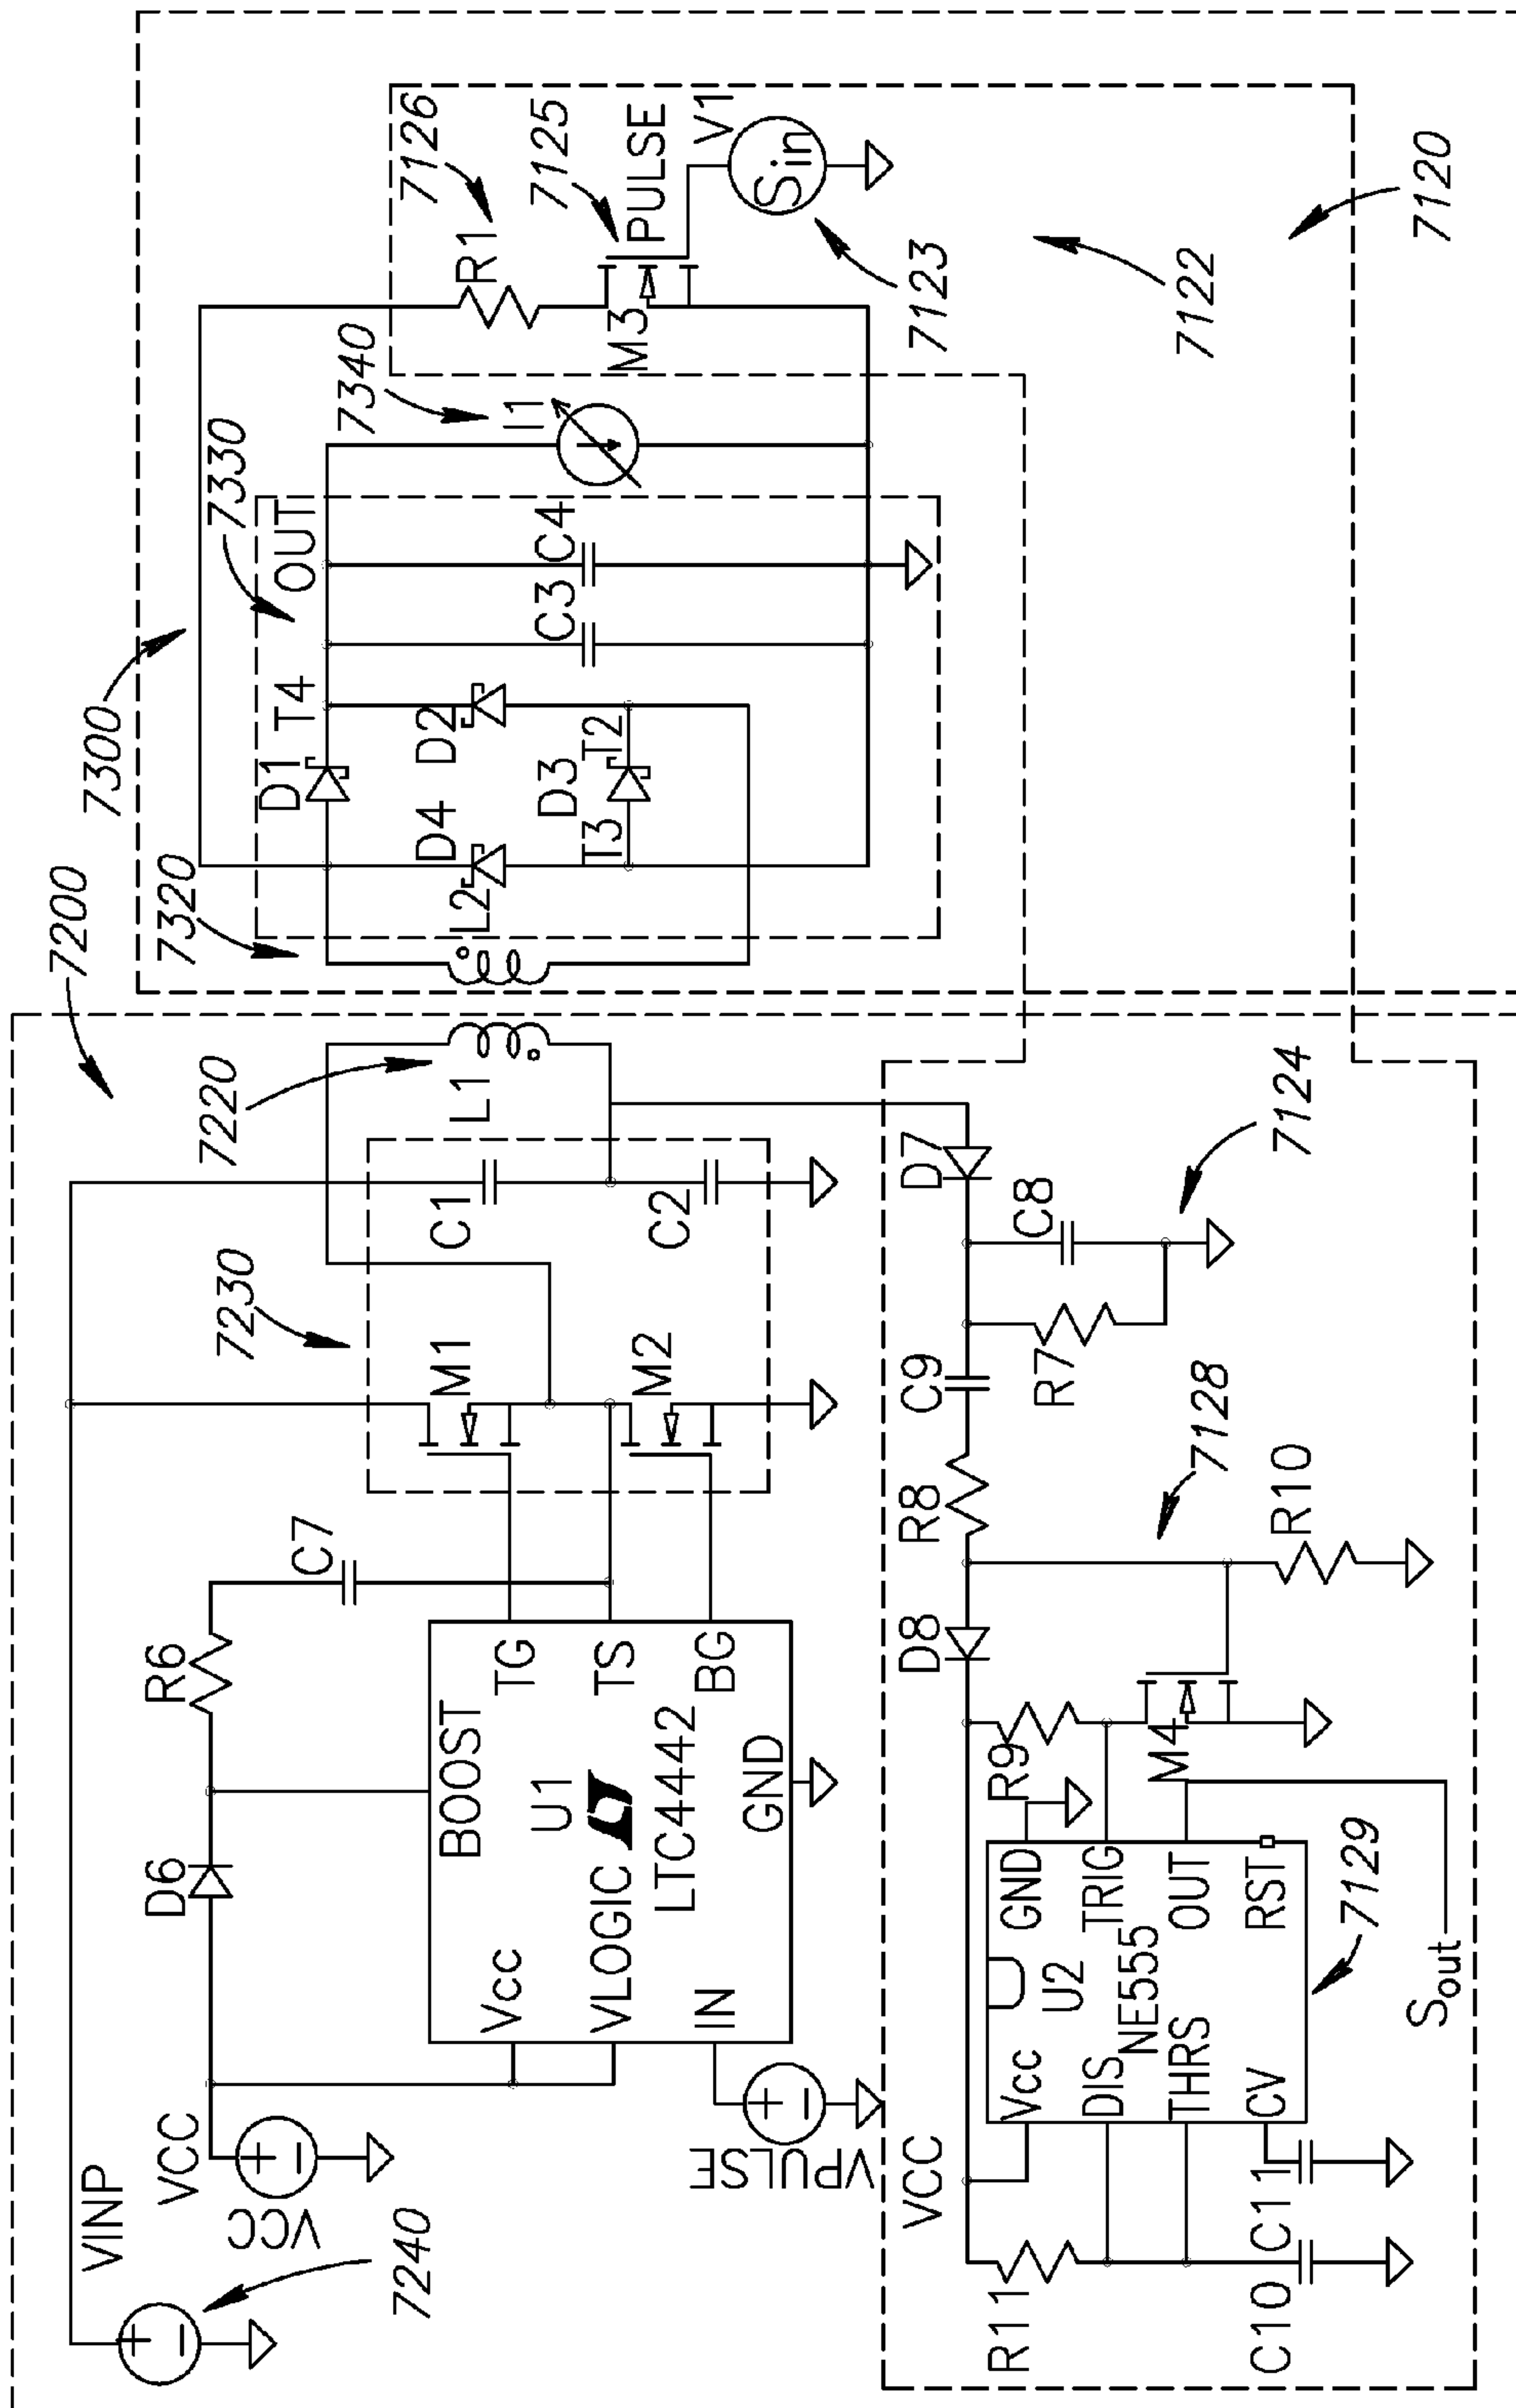 7200
7300
7320
7330
7340
7126
7125
7123
7122
7120
7220
7230
7240
7124
7128
7129
VINP
VCC
VCC
D6
R6
C7
BOOST
Vcc
U1
TG
VLOGIC
TS
LTC4442
IN
BG
GND
VPULSE
M1
M2
C1
C2
L1
L2
D1
T4
OUT
D4
D2
D3
T3
T2
C3
C4
I1
R1
M3
PULSE
V1
Sin
VCC
D8
R8
C9
D7
R11
R9
R7
C8
Vcc
GND
U2
DIS
NE555
TRIG
THRS
OUT
CV
RST
M4
R10
C10
C11
Sout